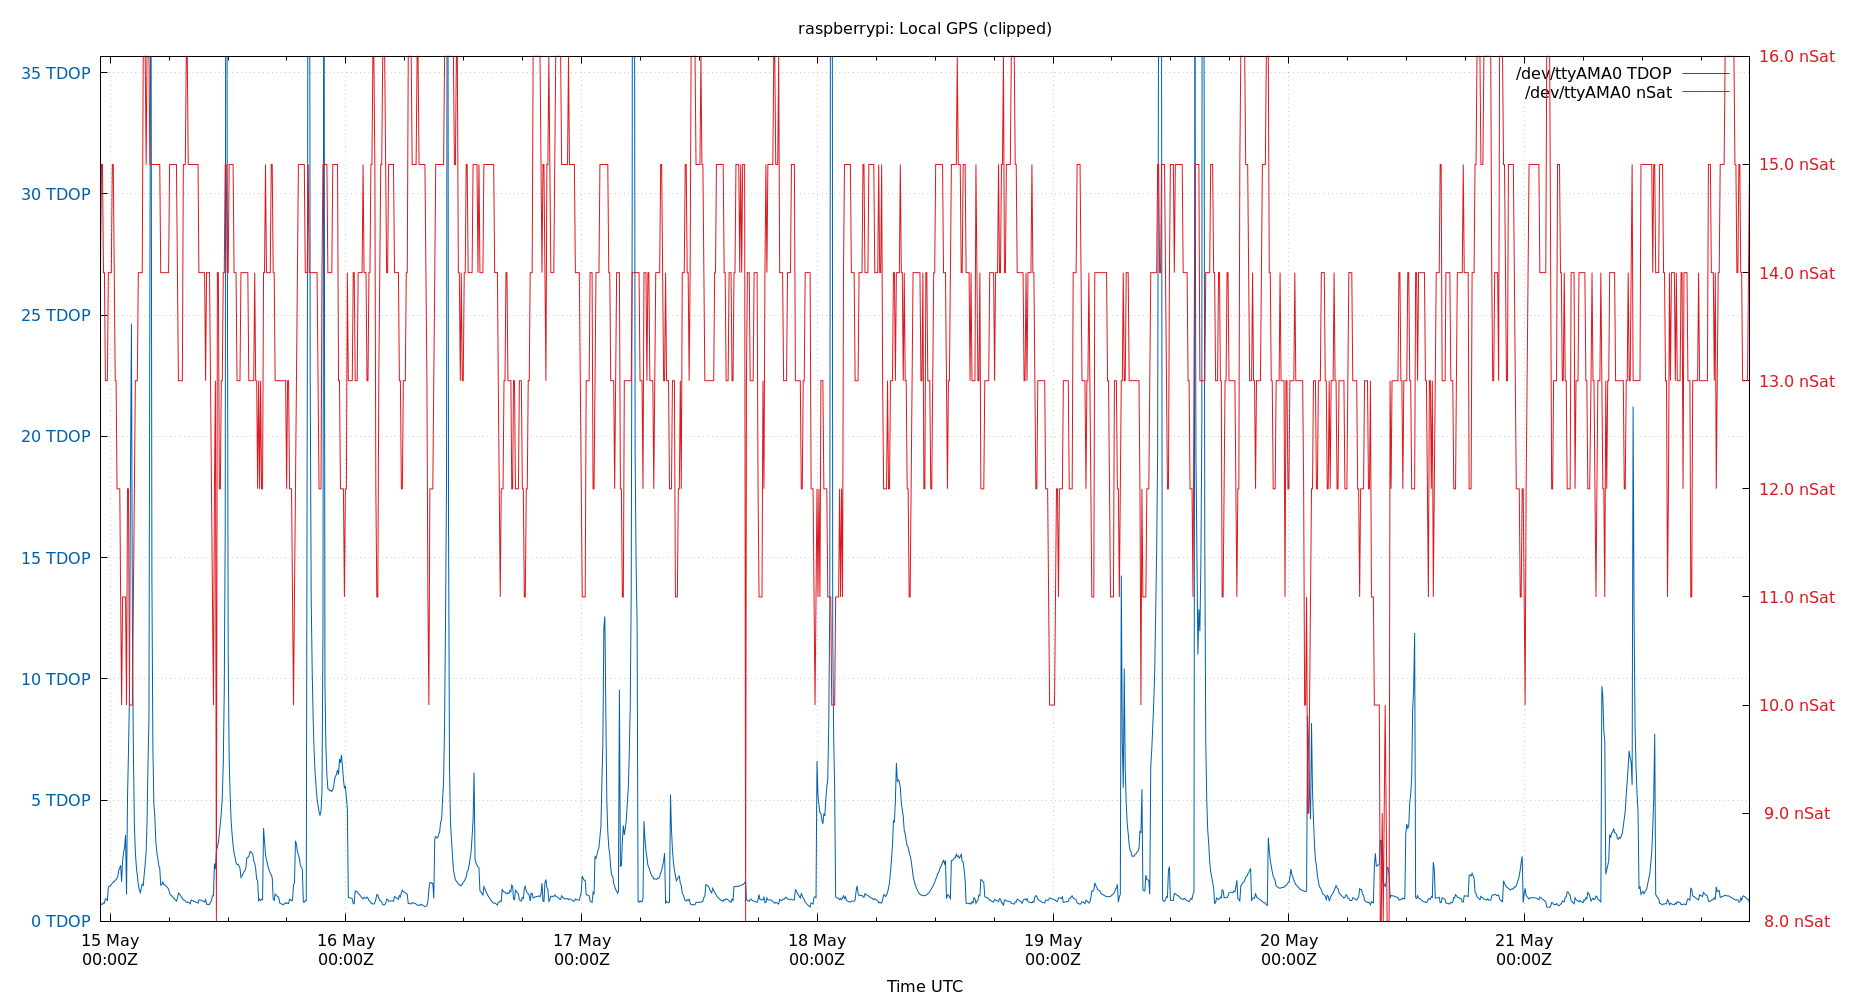 raspberrypi: Local GPS (clipped)
35 TDOP
30 TDOP
25 TDOP
20 TDOP
15 TDOP
10 TDOP
5 TDOP
0 TDOP
/dev/ttyAMA0 TDOP
/dev/ttyAMA0 nSat
16.0 nSat
15.0 nSat
14.0 nSat
13.0 nSat
12.0 nSat
11.0 nSat
10.0 nSat
9.0 nSat
8.0 nSat
15 May
00:00Z
16 May
00:00Z
17 May
00:00Z
18 May
00:00Z
19 May
00:00Z
20 May
00:00Z
21 May
00:00Z
Time UTC